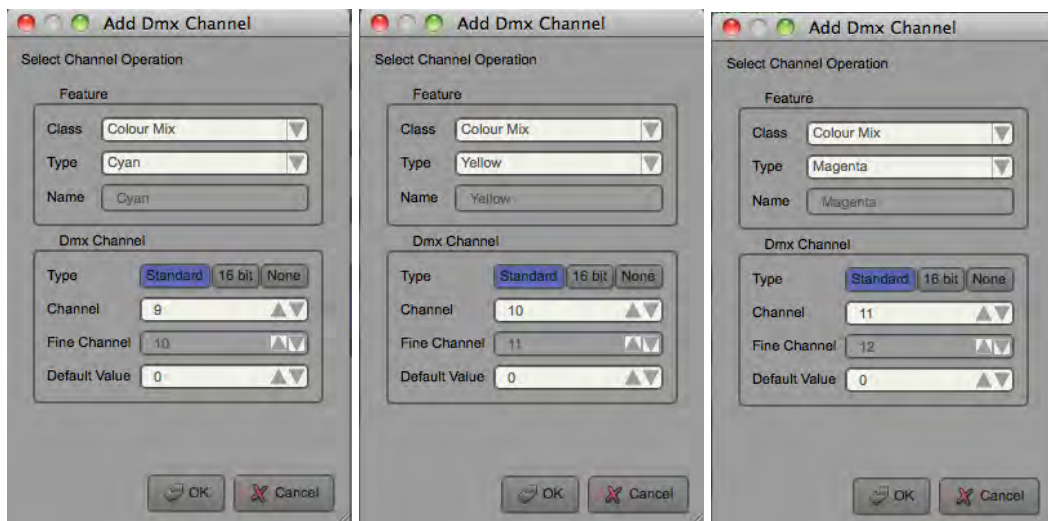 Add Dmx Channel
Select Channel Operation
Feature
Class Colour Mix
Type Cyan
Name Cyan
Dmx Channel
Type Standard 16 bit None
Channel 9
Fine Channel 10
Default Value 0
OK Cancel
Add Dmx Channel
Select Channel Operation
Feature
Class Colour Mix
Type Yellow
Name Yellow
Dmx Channel
Type Standard 16 bit None
Channel 10
Fine Channel 11
Default Value 0
OK Cancel
Add Dmx Channel
Select Channel Operation
Feature
Class Colour Mix
Type Magenta
Name Magenta
Dmx Channel
Type Standard 16 bit None
Channel 11
Fine Channel 12
Default Value 0
OK Cancel